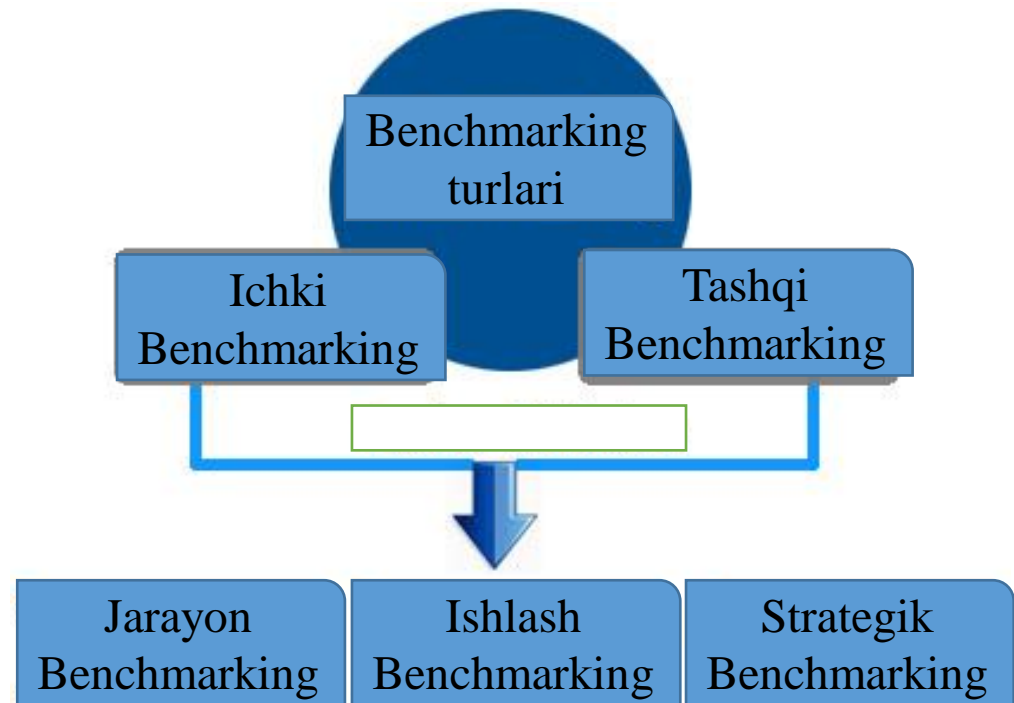 Benchmarking
turlari
Ichki
Benchmarking
Tashqi
Benchmarking
Jarayon
Benchmarking
Ishlash
Benchmarking
Strategik
Benchmarking